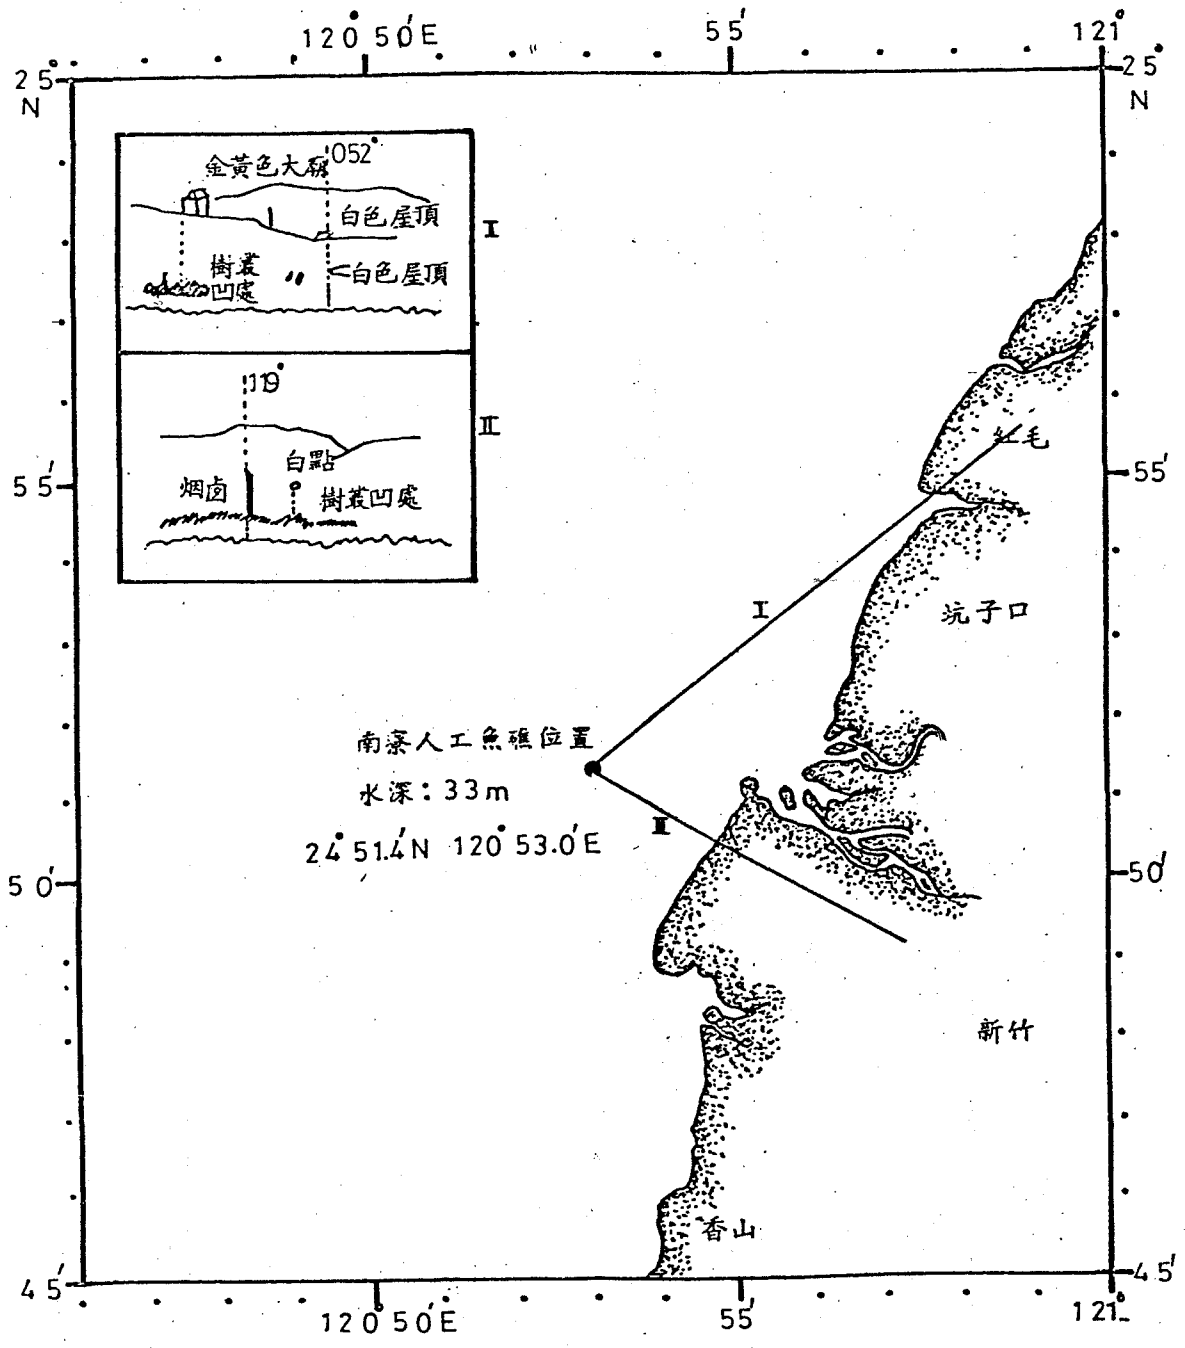 120°50'E 55' 121°
25°
N
25°
N
金黃色大廟 052°
白色屋頂
I
樹叢
凹處
白色屋頂
119°
II
白點
烟囱
樹叢凹處
55'
55'
紅毛
I
坑子口
南寮人工魚礁位置
水深：33m
24°51.4'N 120°53.0'E
II
50'
50'
新竹
香山
45'
45'
120°50'E 55' 121°